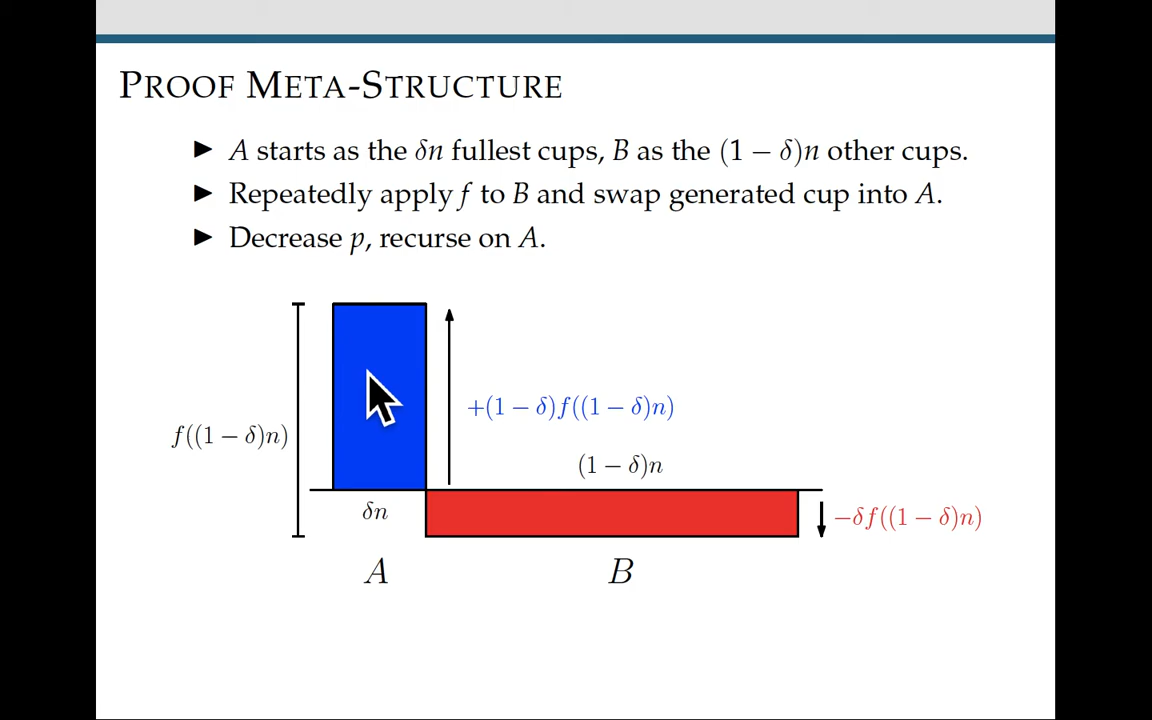 PROOF META-STRUCTURE
▶ A starts as the δn fullest cups, B as the (1 − δ)n other cups.
▶ Repeatedly apply f to B and swap generated cup into A.
▶ Decrease p, recurse on A.
+(1 − δ)f((1 − δ)n)
f((1 − δ)n)
(1 − δ)n
δn
−δf((1 − δ)n)
A
B